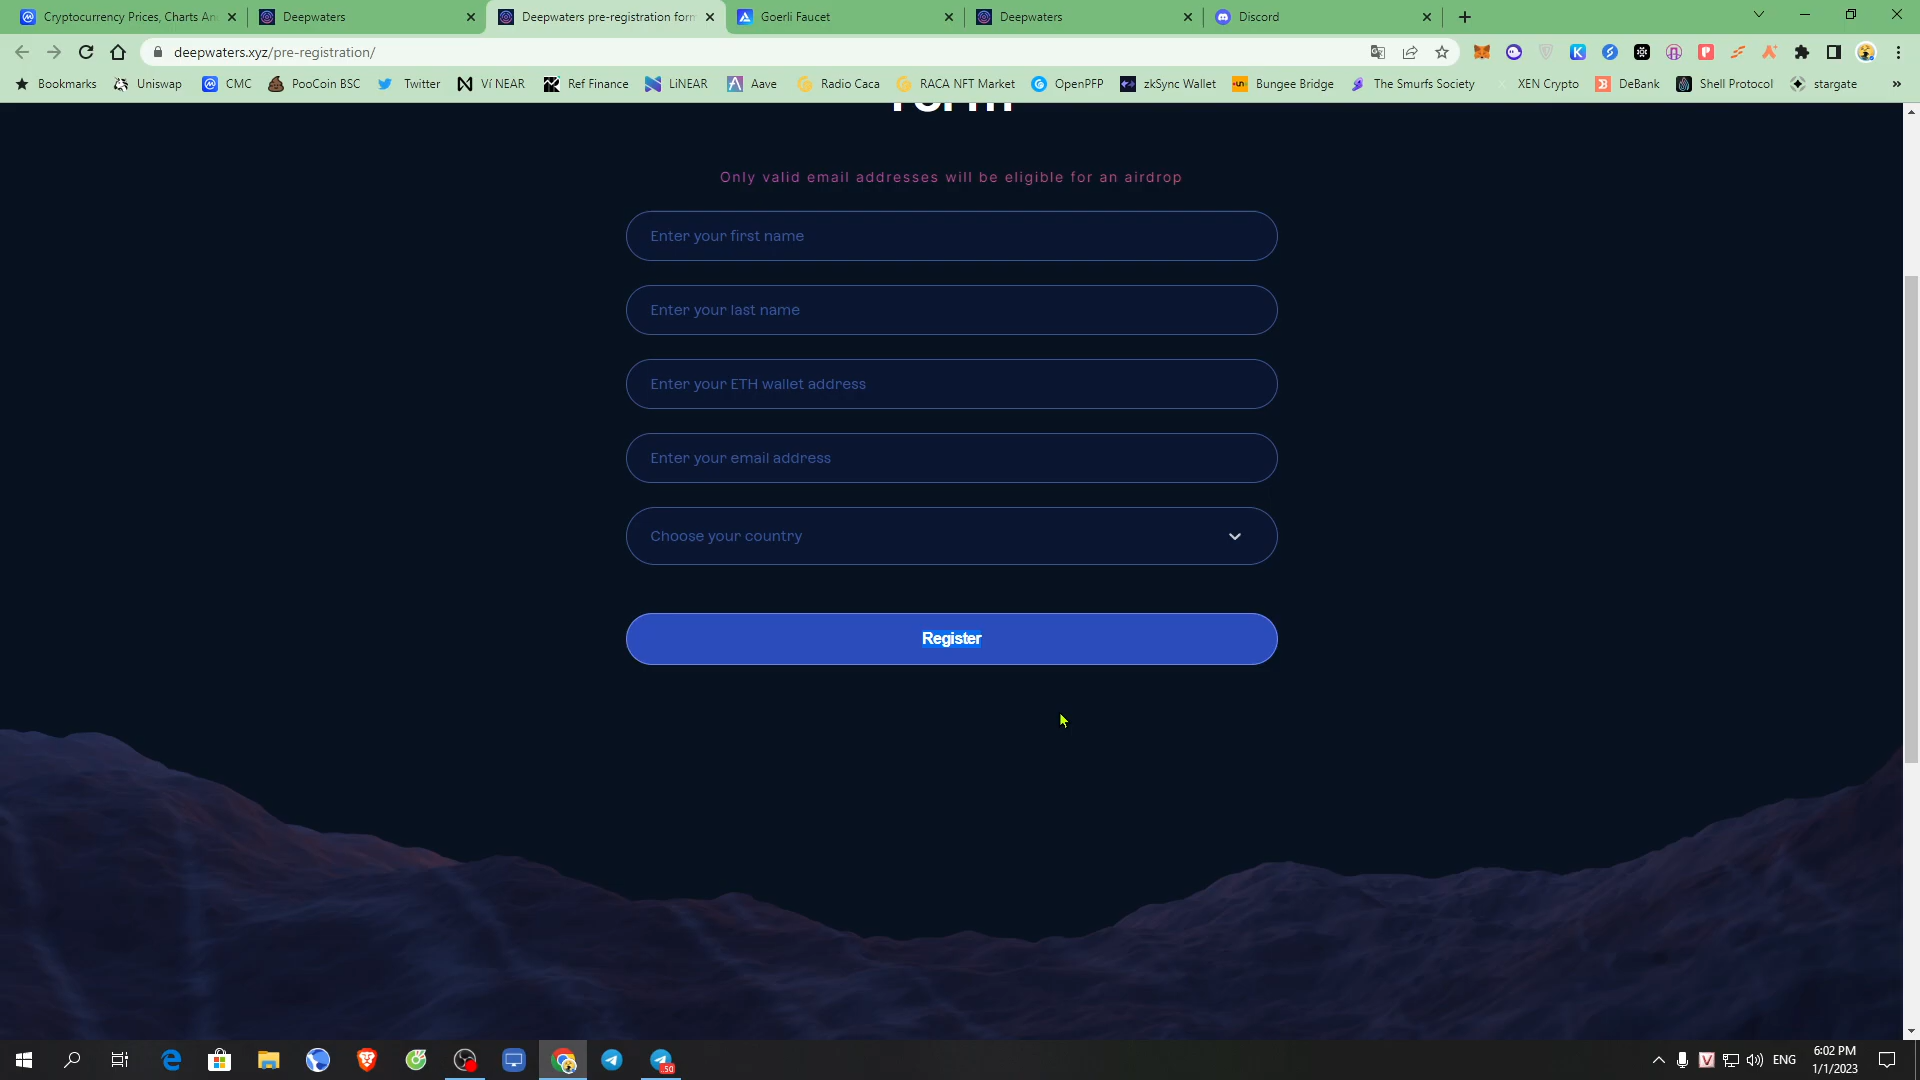 Cryptocurrency Prices, Charts An
Deepwaters
Deepwaters pre-registration form
Goerli Faucet
Deepwaters
Discord
deepwaters.xyz/pre-registration/
Bookmarks
Uniswap
CMC
PooCoin BSC
Twitter
Ví NEAR
Ref Finance
LiNEAR
Aave
Radio Caca
RACA NFT Market
OpenPFP
zkSync Wallet
Bungee Bridge
The Smurfs Society
XEN Crypto
DeBank
Shell Protocol
stargate
»
Only valid email addresses will be eligible for an airdrop
Enter your first name
Enter your last name
Enter your ETH wallet address
Enter your email address
Choose your country
Register
50
ENG
6:02 PM
1/1/2023